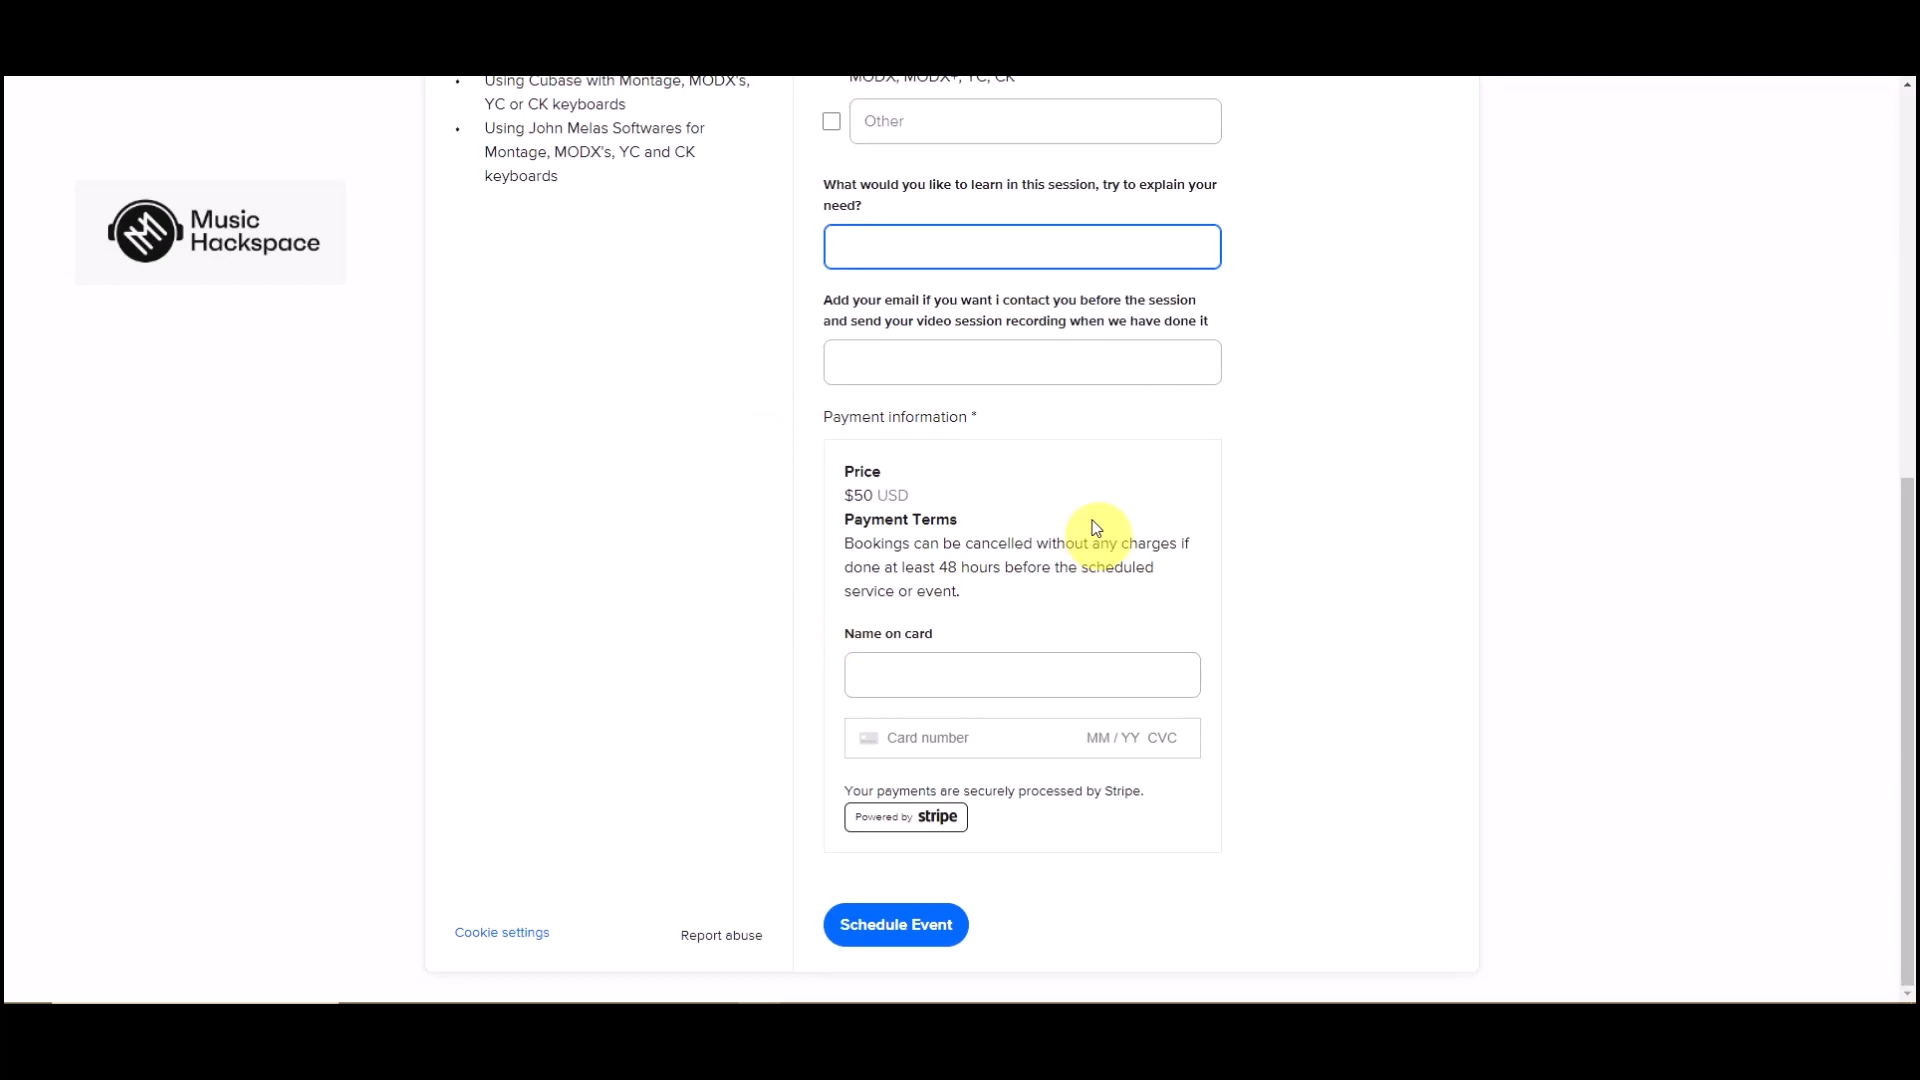 Music
Hackspace
• Using Cubase with Montage, MODX's,
YC or CK keyboards
• Using John Melas Softwares for
Montage, MODX's, YC and CK
keyboards
Cookie settings
Report abuse
MODX, MODX+, YC, CK
Other
What would you like to learn in this session, try to explain your
need?
Add your email if you want i contact you before the session
and send your video session recording when we have done it
Payment information *
Price
$50 USD
Payment Terms
Bookings can be cancelled without any charges if
done at least 48 hours before the scheduled
service or event.
Name on card
Card number MM / YY CVC
Your payments are securely processed by Stripe.
Powered by stripe
Schedule Event